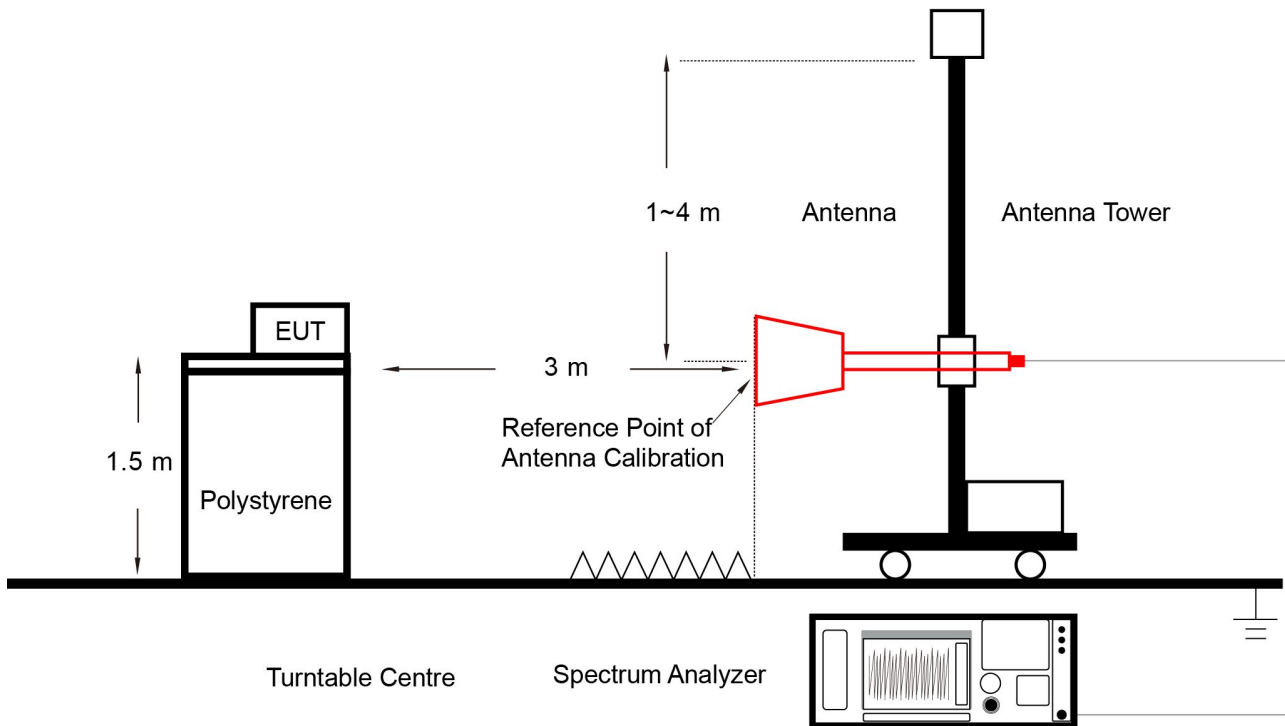 1~4 m
Antenna
Antenna Tower
EUT
3 m
Reference Point of
Antenna Calibration
1.5 m
Polystyrene
Turntable Centre
Spectrum Analyzer